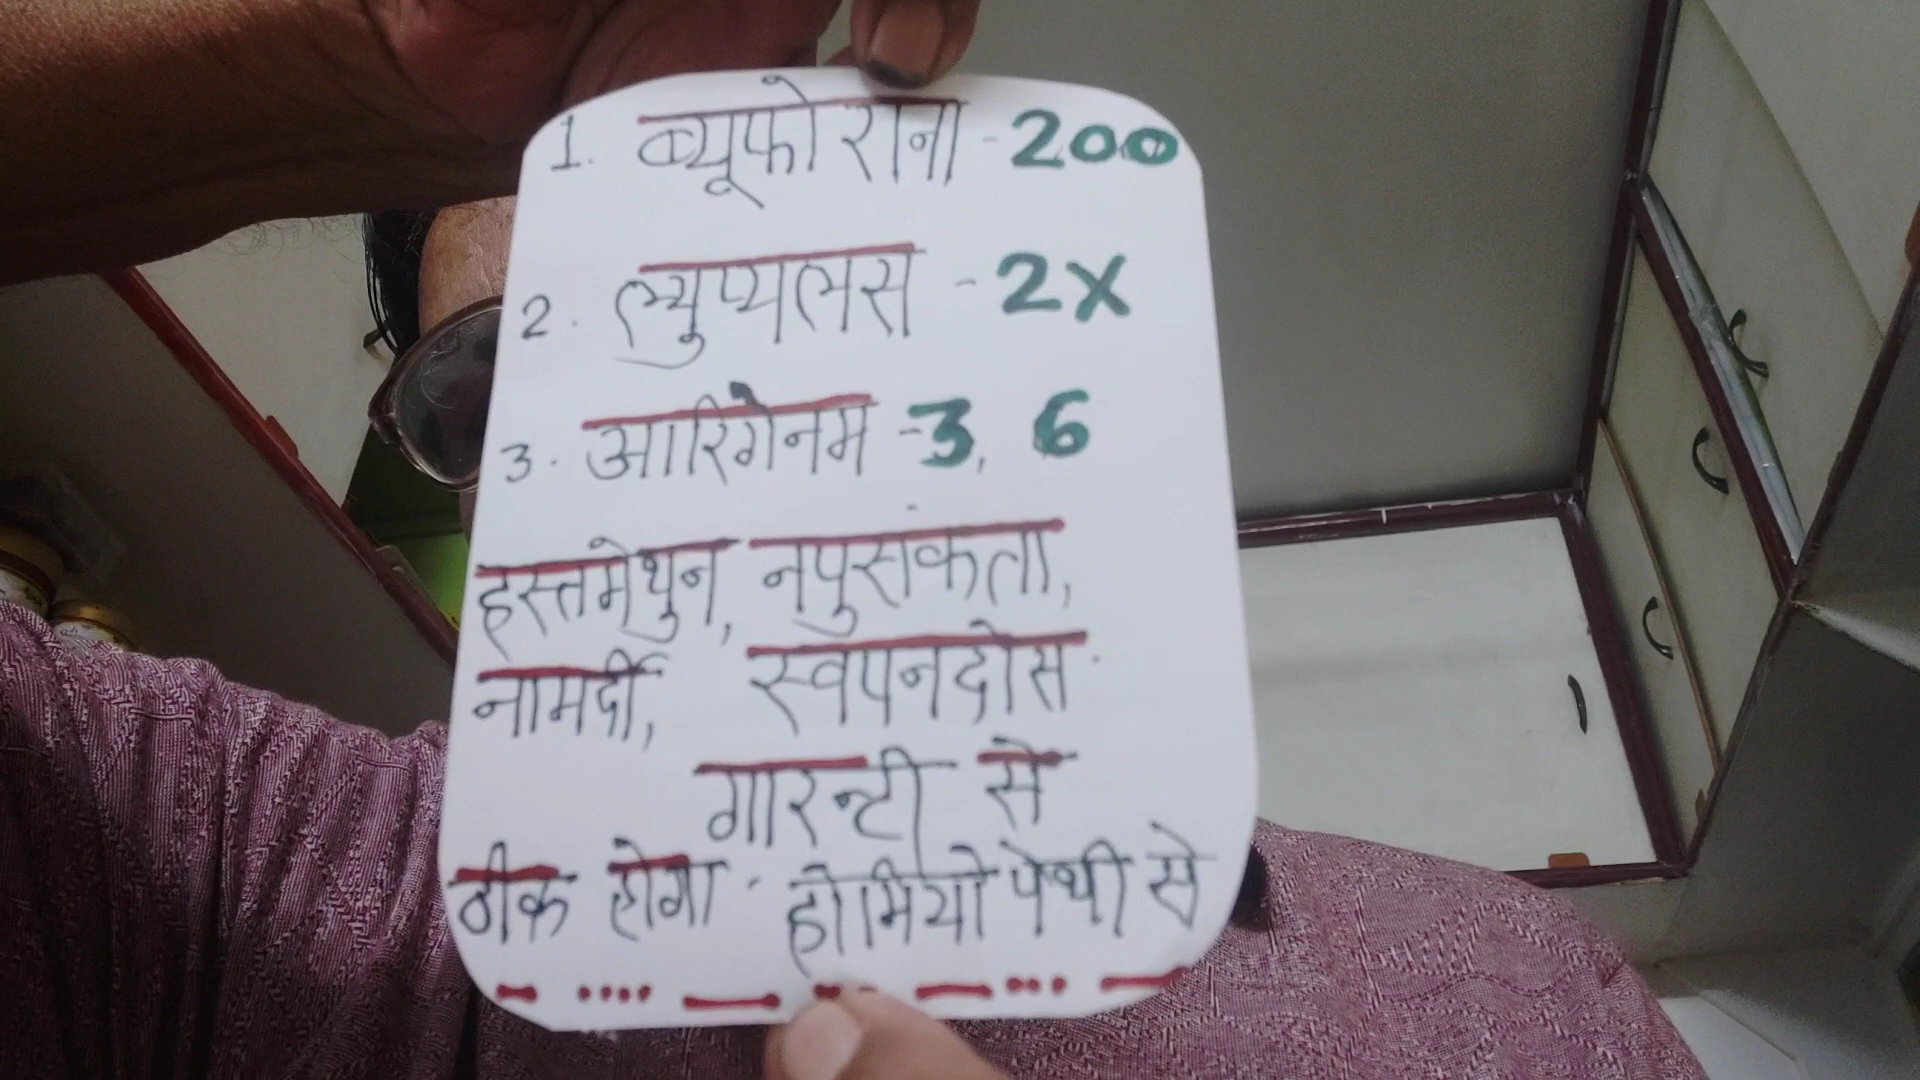 1. ब्यूफो राना - 200
2. ल्युप्यलस - 2X
3. आरिगेनम - 3, 6
हस्तमेथुन, नपुसंकता,
नामर्दी, स्वपनदोस.
गारन्टी से
ठीक होगा. होमियोपेथी से